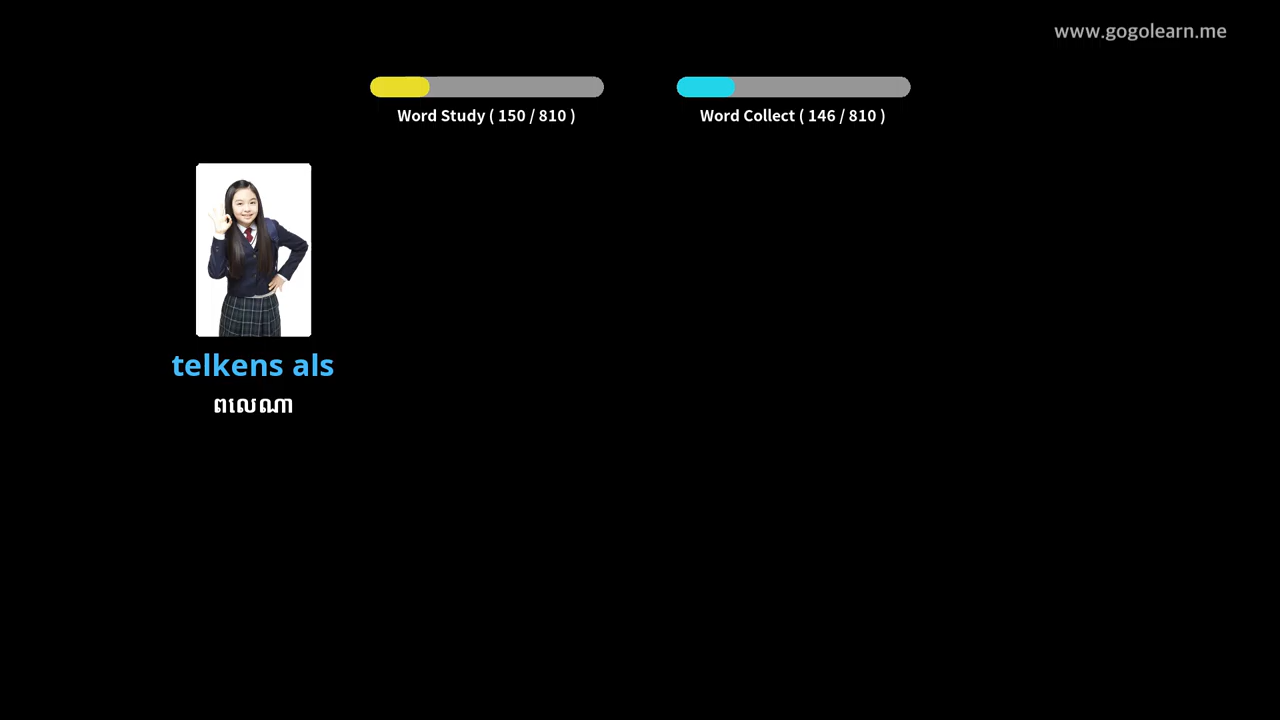 www.gogolearn.me
Word Study ( 150 / 810 )
Word Collect ( 146 / 810 )
telkens als
ពលេណា